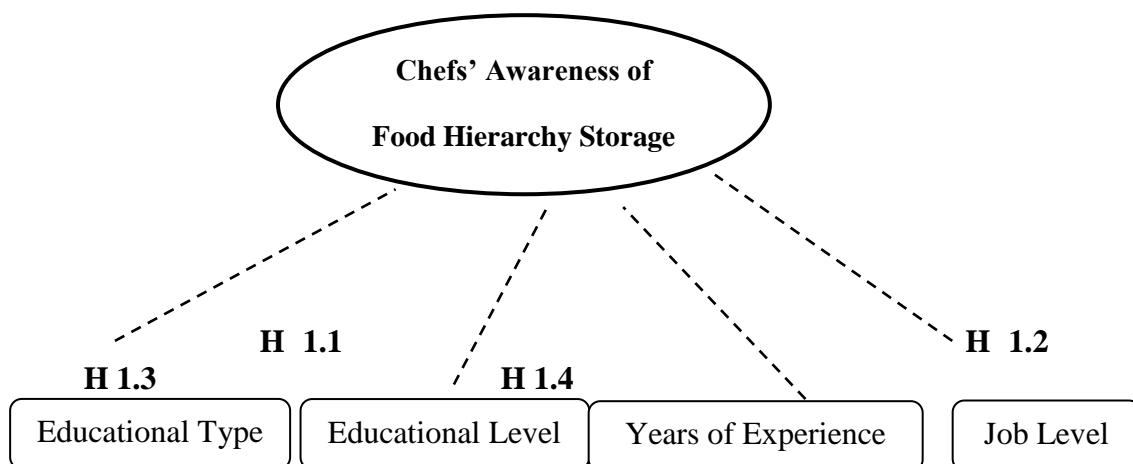 Chefs’ Awareness of
Food Hierarchy Storage
H 1.1
H 1.2
H 1.3
H 1.4
Educational Type
Educational Level
Years of Experience
Job Level